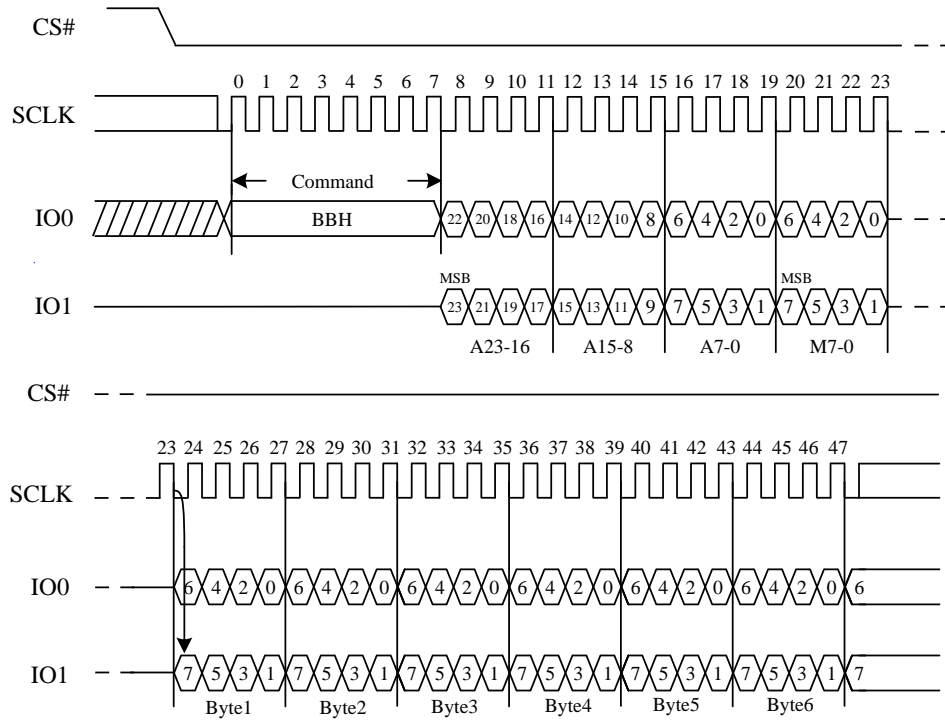 CS#
0 1 2 3 4 5 6 7 8 9 10 11 12 13 14 15 16 17 18 19 20 21 22 23
SCLK
Command
IO0 BBH 22 20 18 16 14 12 10 8 6 4 2 0 6 4 2 0
MSB MSB
IO1 23 21 19 17 15 13 11 9 7 5 3 1 7 5 3 1
A23-16 A15-8 A7-0 M7-0
CS#
23 24 25 26 27 28 29 30 31 32 33 34 35 36 37 38 39 40 41 42 43 44 45 46 47
SCLK
IO0 6 4 2 0 6 4 2 0 6 4 2 0 6 4 2 0 6 4 2 0 6 4 2 0 6
IO1 7 5 3 1 7 5 3 1 7 5 3 1 7 5 3 1 7 5 3 1 7 5 3 1 7
Byte1 Byte2 Byte3 Byte4 Byte5 Byte6